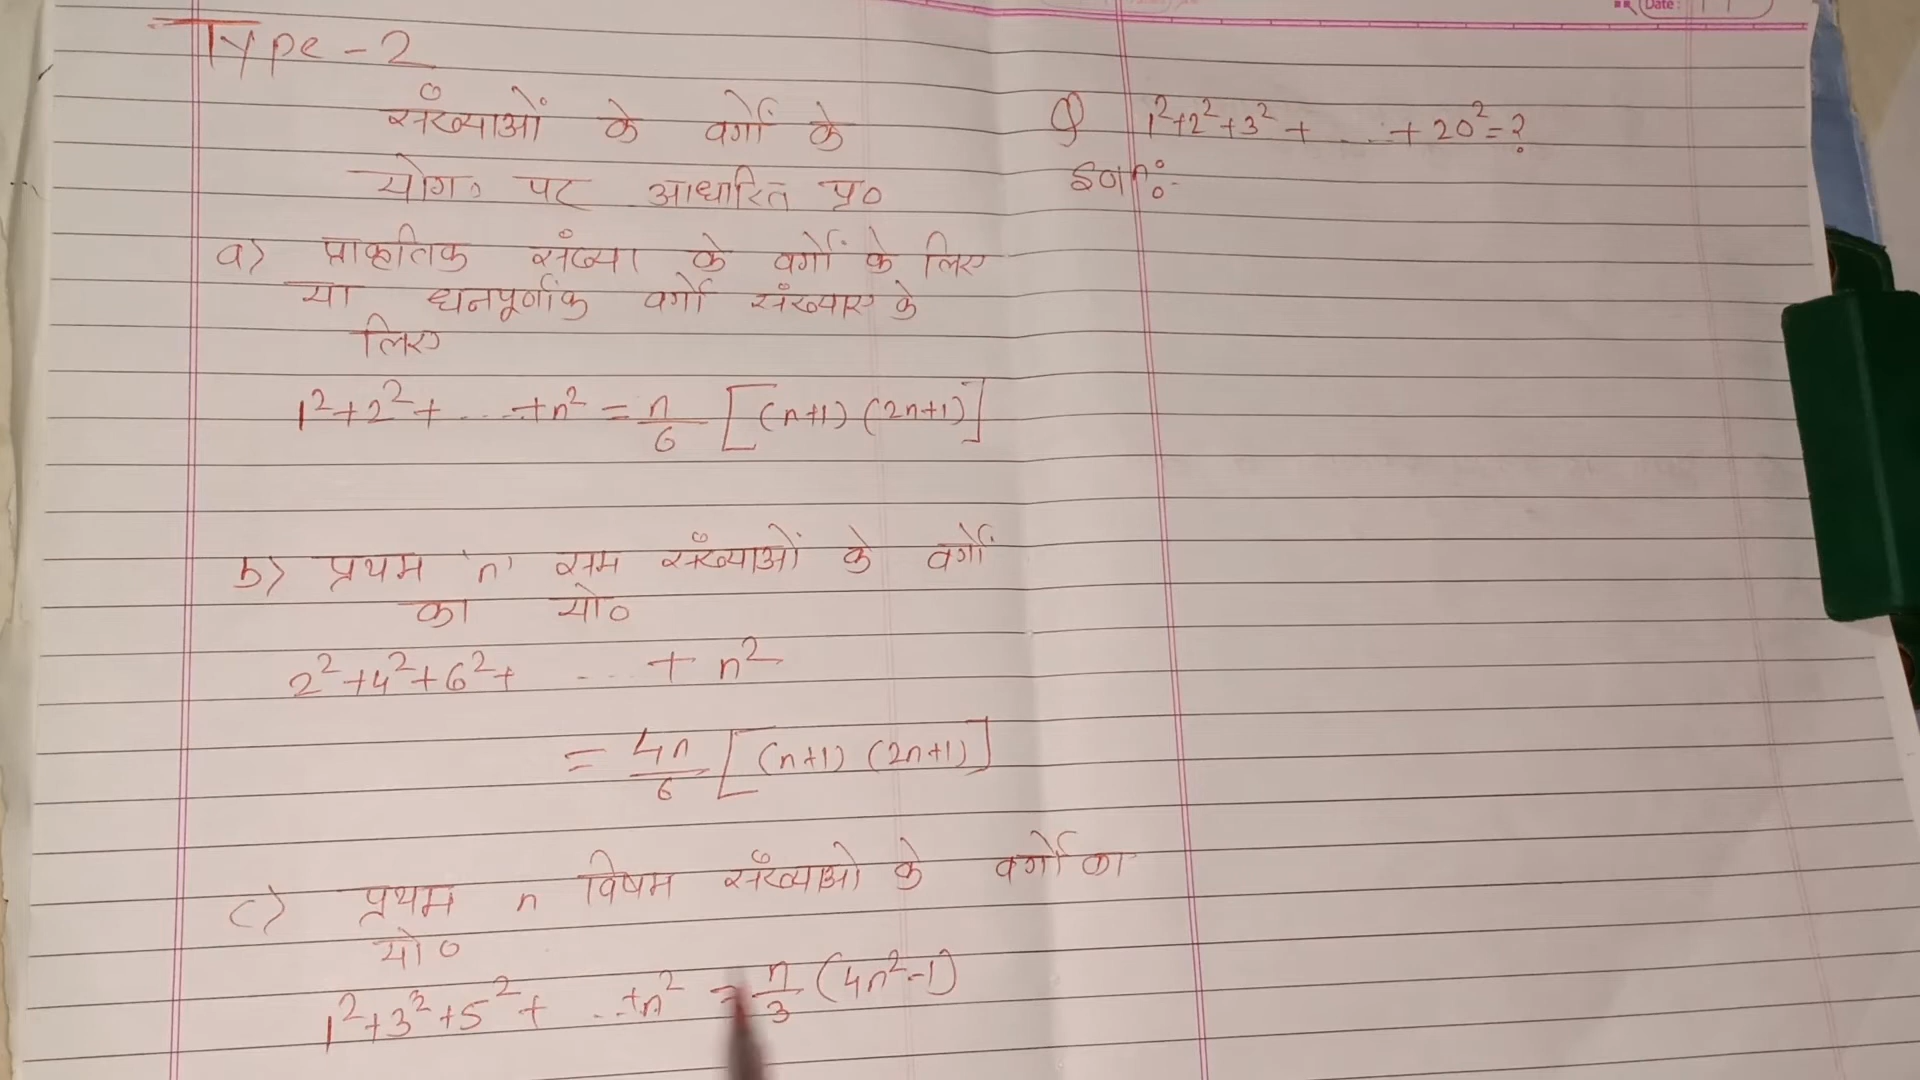 Type - 2
संख्याओं के वर्गों के
योग० पर आधारित प्र०
a) प्राकृतिक संख्या के वर्गों के लिए
या धनपूर्णांक वर्गों संख्याए के
लिए
1² + 2² + ... + n² = n/6 [(n+1) (2n+1)]
b) प्रथम 'n' सम संख्याओं के वर्गों
का यो०
2² + 4² + 6² + ... + n²
= 4n/6 [(n+1) (2n+1)]
c) प्रथम n विषम संख्याओ के वर्गो का
यो०
1² + 3² + 5² + ... + n² = n/3 (4n² - 1)
Date :
Q 1² + 2² + 3² + ... + 20² = ?
Solⁿ:-